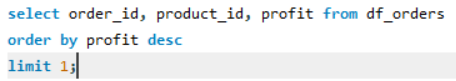 select order_id, product_id, profit from df_orders
order by profit desc
limit 1;